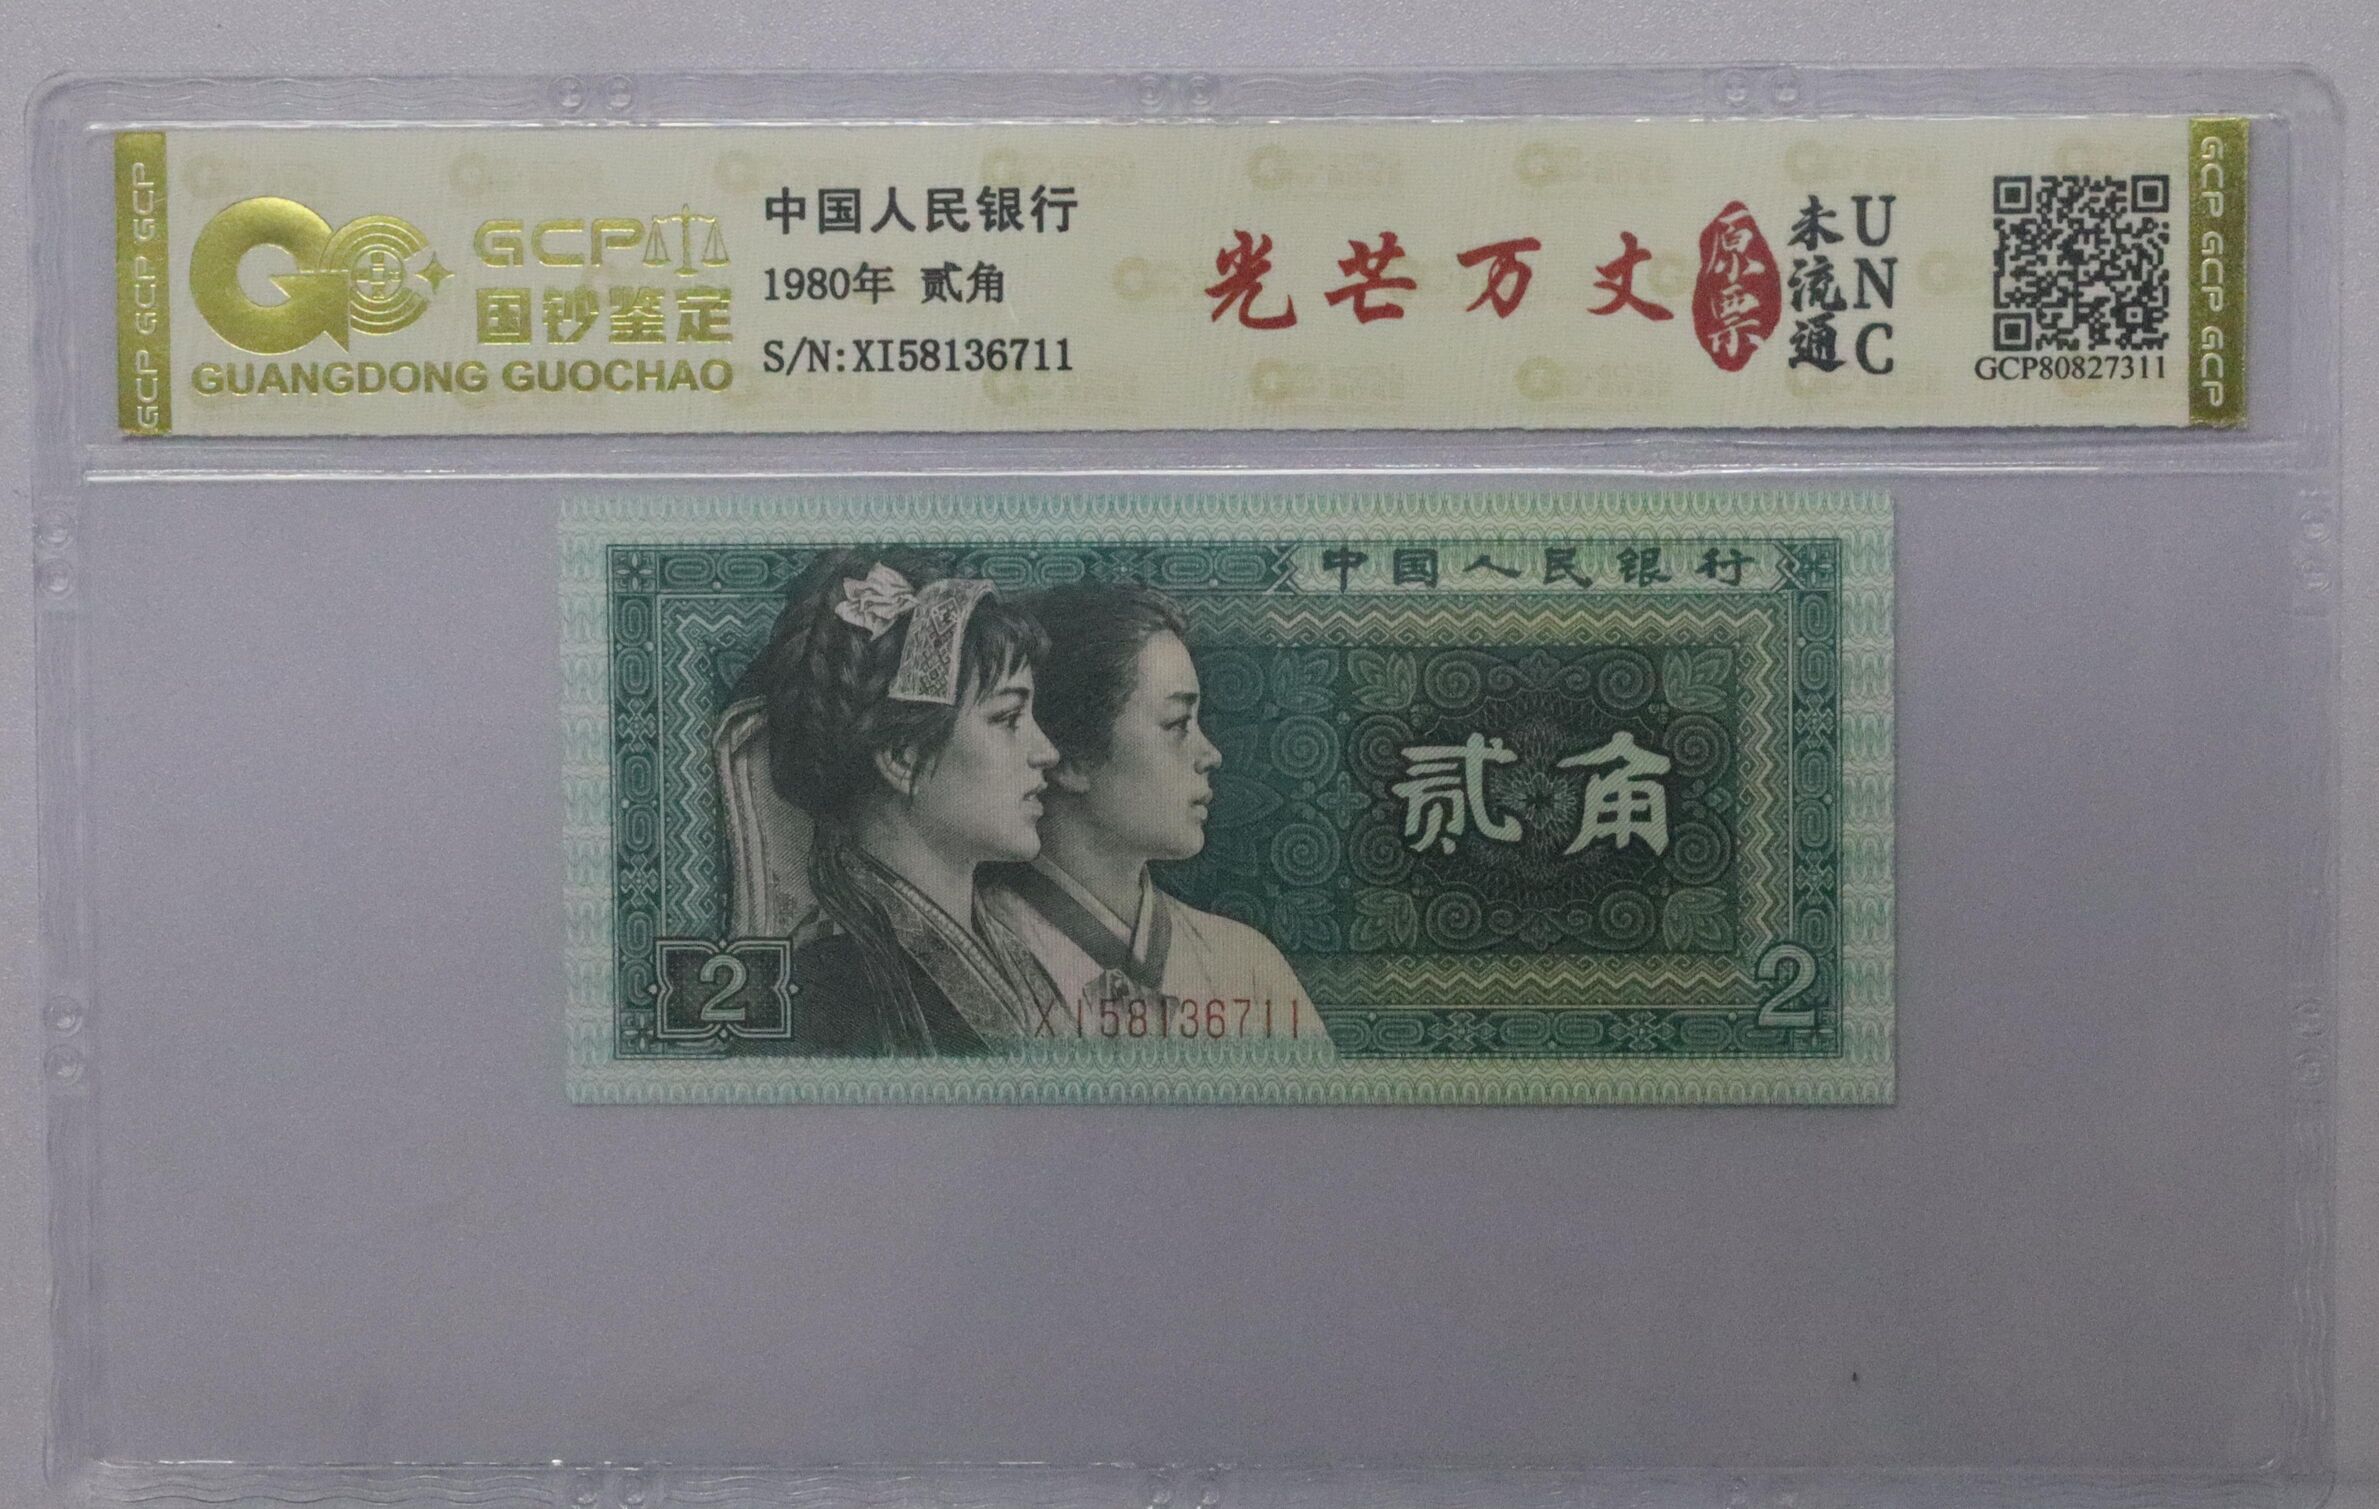 GCP GCP GCP
GCP
国钞鉴定
GUANGDONG GUOCHAO
中国人民银行
1980年 贰角
S/N:XI58136711
光芒万丈
原票
未流通
UNC
GCP80827311
GCP GCP GCP
中国人民银行
贰角
2
XI58136711
2